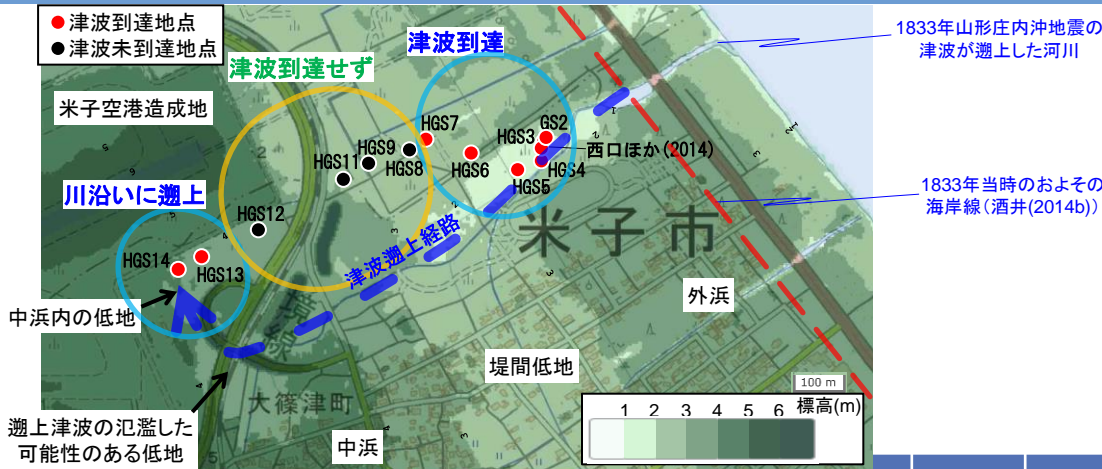 津波到達地点
津波未到達地点
津波到達せず
津波到達
1833年山形庄内沖地震の
津波が遡上した河川
米子空港造成地
HGS7
HGS3
GS2
HGS9
HGS11
HGS8
HGS6
西口ほか(2014)
HGS4
HGS5
川沿いに遡上
1833年当時のおよその
海岸線(酒井(2014b))
HGS12
米子市
HGS14
HGS13
津波遡上経路
外浜
中浜内の低地
堤間低地
100 m
大篠津町
1 2 3 4 5 6 標高(m)
遡上津波の氾濫した
可能性のある低地
中浜